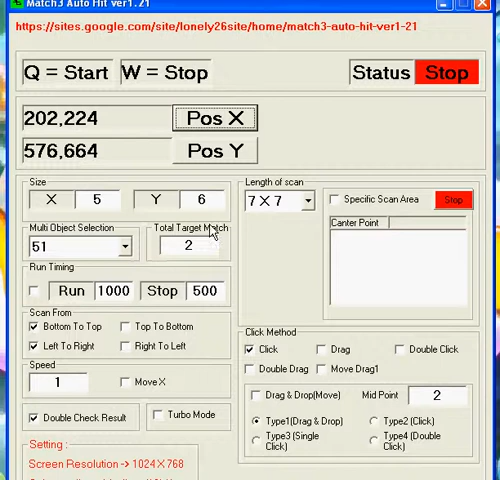 Match3 Auto Hit ver1.21
https://sites.google.com/site/lonely26site/home/match3-auto-hit-ver1-21
Q = Start W = Stop Status Stop
202,224 Pos X
576,664 Pos Y
Size
X 5 Y 6
Length of scan
7 X 7
Specific Scan Area Stop
Canter Point
Multi Object Selection
51
Total Target Match
2
Run Timing
Run 1000 Stop 500
Scan From
Bottom To Top Top To Bottom
Left To Right Right To Left
Click Method
Click Drag Double Click
Double Drag Move Drag1
Speed
1 Move X
Drag & Drop(Move) Mid Point 2
Type1(Drag & Drop) Type2 (Click)
Type3 (Single Click) Type4 (Double Click)
Double Check Result Turbo Mode
Setting :
Screen Resolution -> 1024 X 768